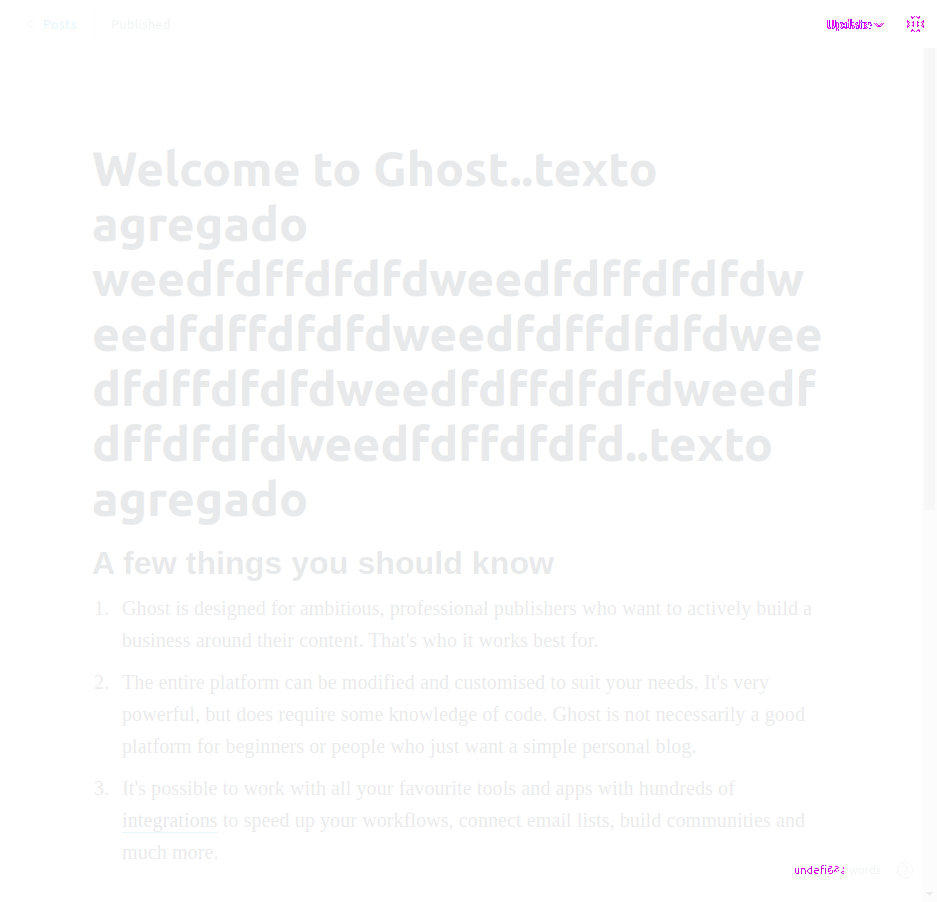 Posts
Published
Welcome to Ghost..texto
agregado
weedfdffdfdfdweedfdffdfdfdw
eedfdffdfdfdweedfdffdfdfdwee
dfdffdfdfdweedfdffdfdfdweedf
dffdfdfdweedfdffdfdfd..texto
agregado
A few things you should know
1. Ghost is designed for ambitious, professional publishers who want to actively build a
business around their content. That's who it works best for.
2. The entire platform can be modified and customised to suit your needs. It's very
powerful, but does require some knowledge of code. Ghost is not necessarily a good
platform for beginners or people who just want a simple personal blog.
3. It's possible to work with all your favourite tools and apps with hundreds of
integrations to speed up your workflows, connect email lists, build communities and
much more.
words